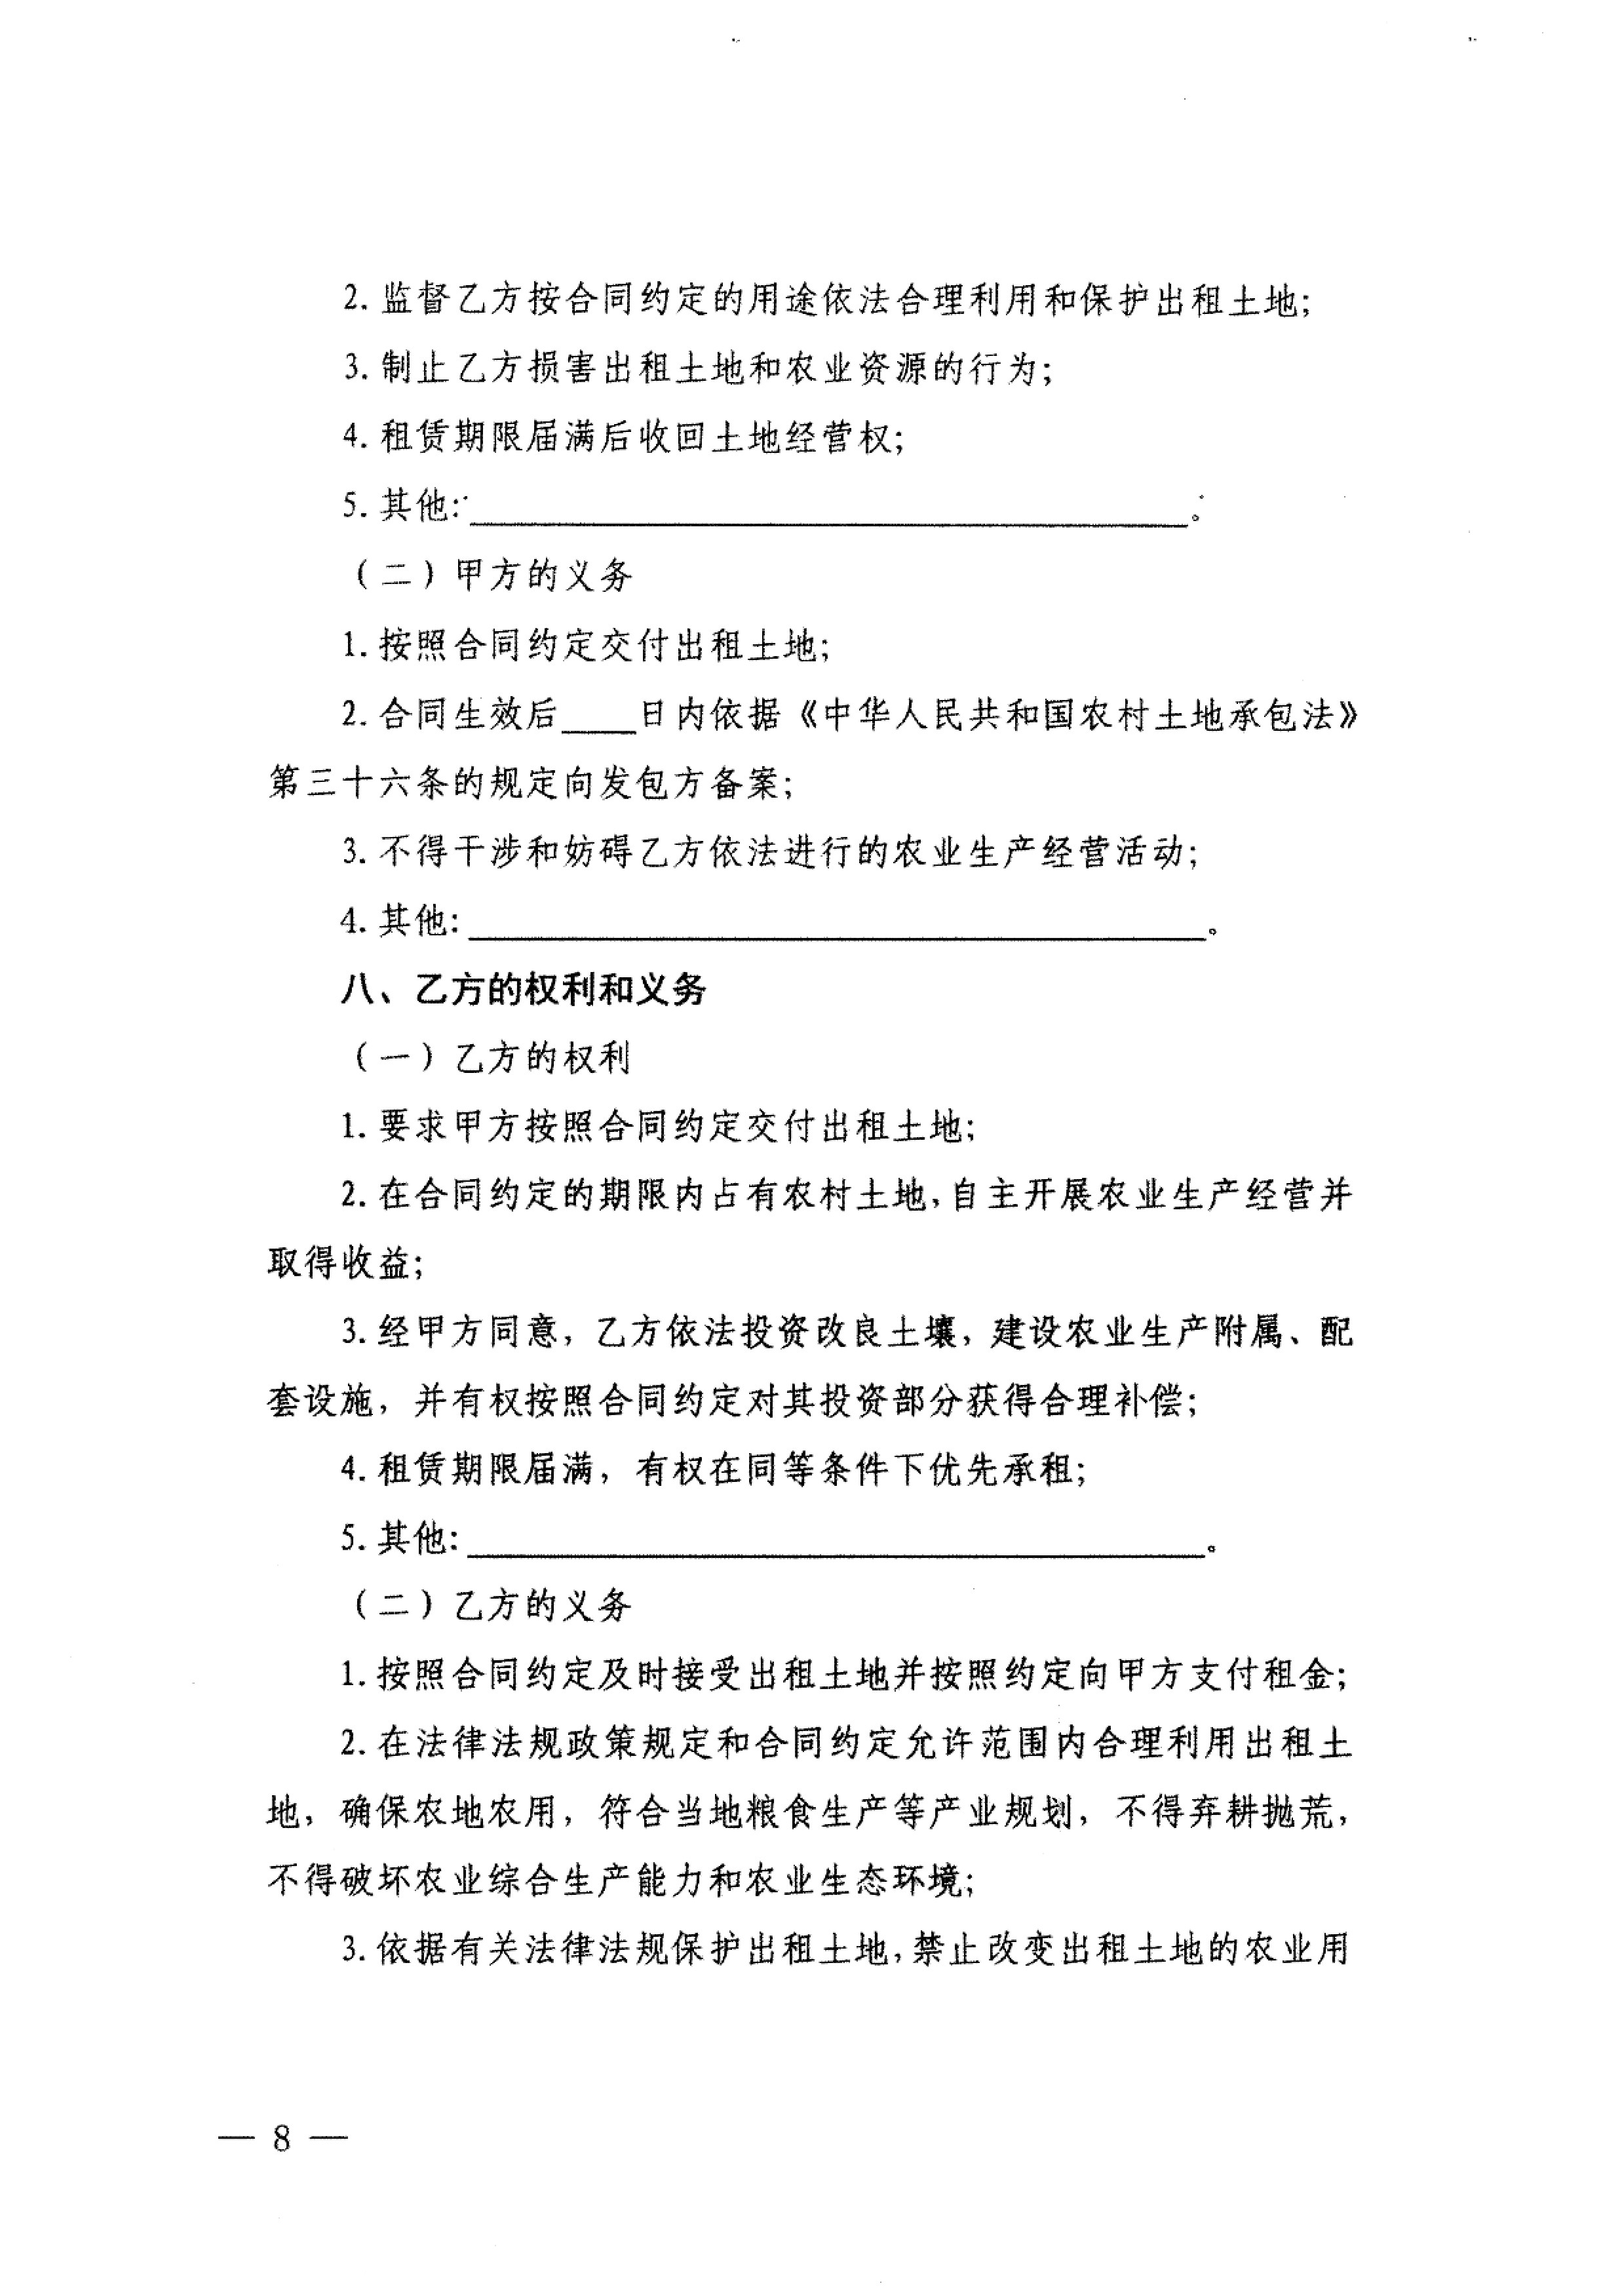 2. 监督乙方按合同约定的用途依法合理利用和保护出租土地;
3. 制止乙方损害出租土地和农业资源的行为;
4. 租赁期限届满后收回土地经营权;
5. 其他:____________________。
（二）甲方的义务
1. 按照合同约定交付出租土地;
2. 合同生效后____日内依据《中华人民共和国农村土地承包法》
第三十六条的规定向发包方备案;
3. 不得干涉和妨碍乙方依法进行的农业生产经营活动;
4. 其他:____________________。
八、乙方的权利和义务
（一）乙方的权利
1. 要求甲方按照合同约定交付出租土地;
2. 在合同约定的期限内占有农村土地,自主开展农业生产经营并
取得收益;
3. 经甲方同意，乙方依法投资改良土壤，建设农业生产附属、配
套设施，并有权按照合同约定对其投资部分获得合理补偿;
4. 租赁期限届满，有权在同等条件下优先承租;
5. 其他:____________________。
（二）乙方的义务
1. 按照合同约定及时接受出租土地并按照约定向甲方支付租金;
2. 在法律法规政策规定和合同约定允许范围内合理利用出租土
地，确保农地农用，符合当地粮食生产等产业规划，不得弃耕抛荒，
不得破坏农业综合生产能力和农业生态环境;
3. 依据有关法律法规保护出租土地,禁止改变出租土地的农业用
— 8 —